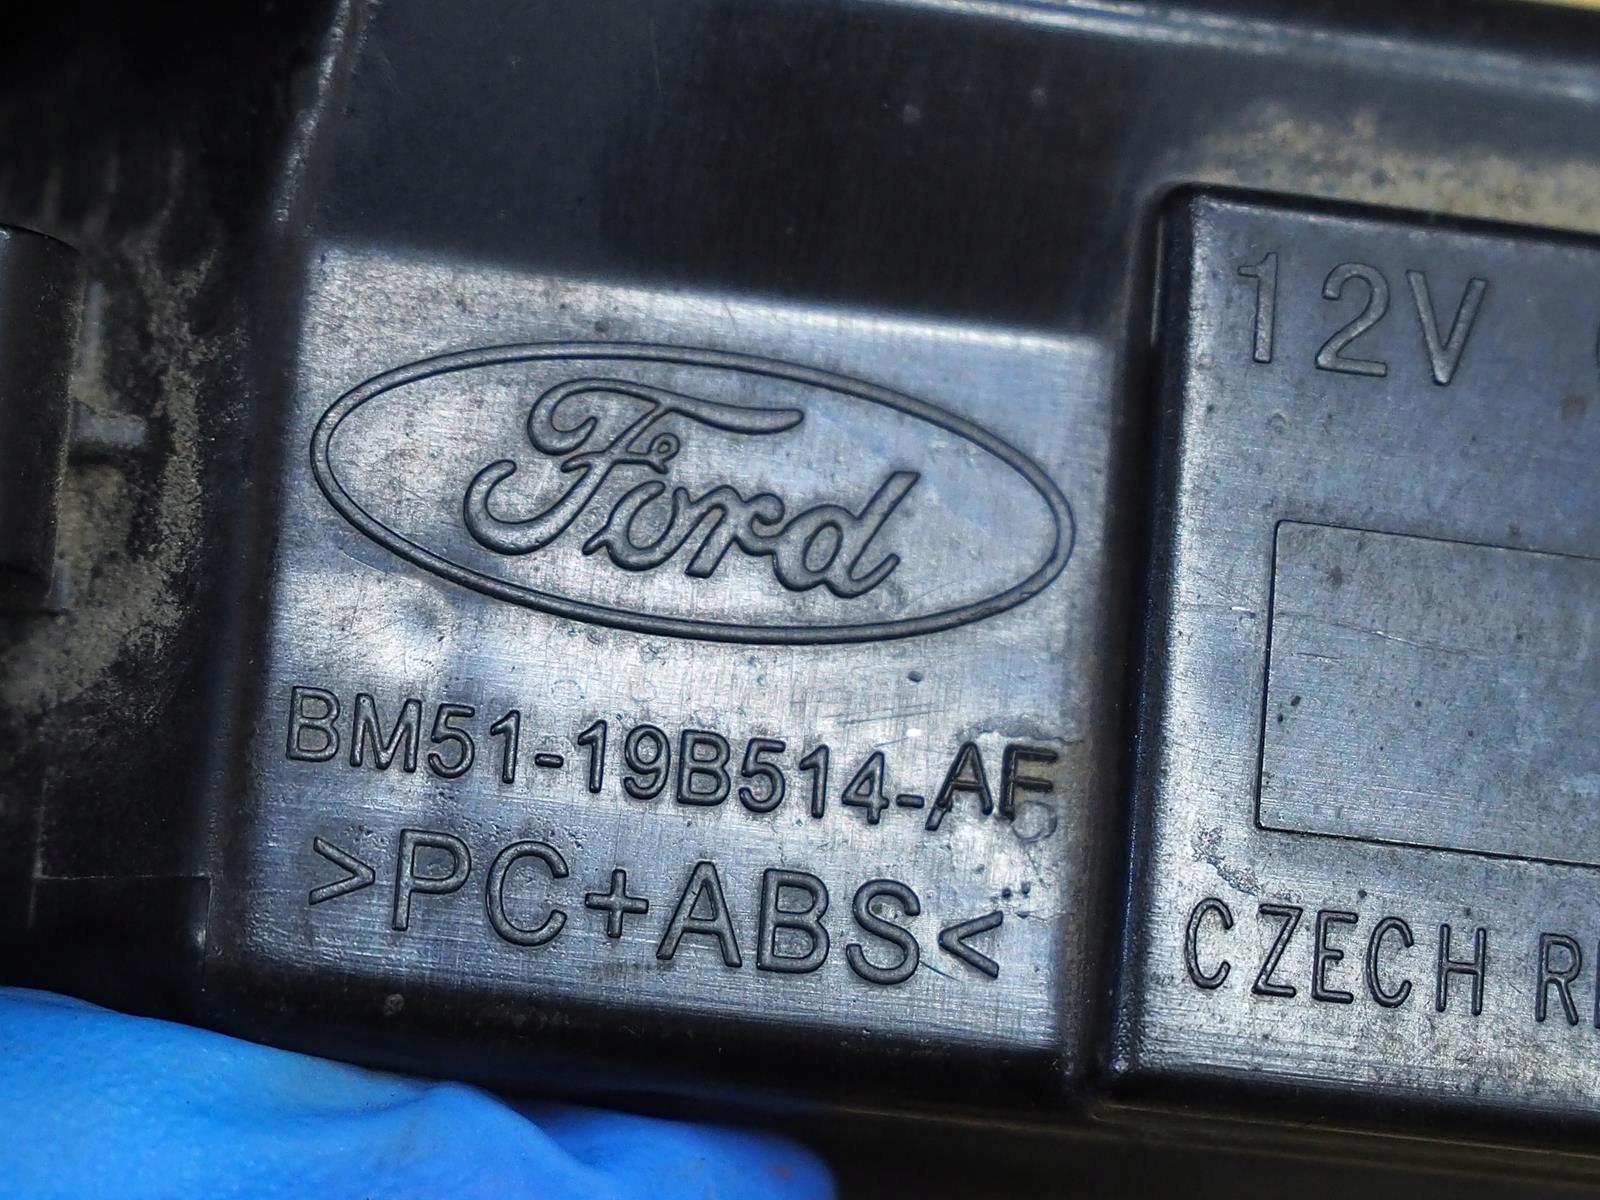 Ford
BM51-19B514-AF
>PC+ABS<
12V
CZECH